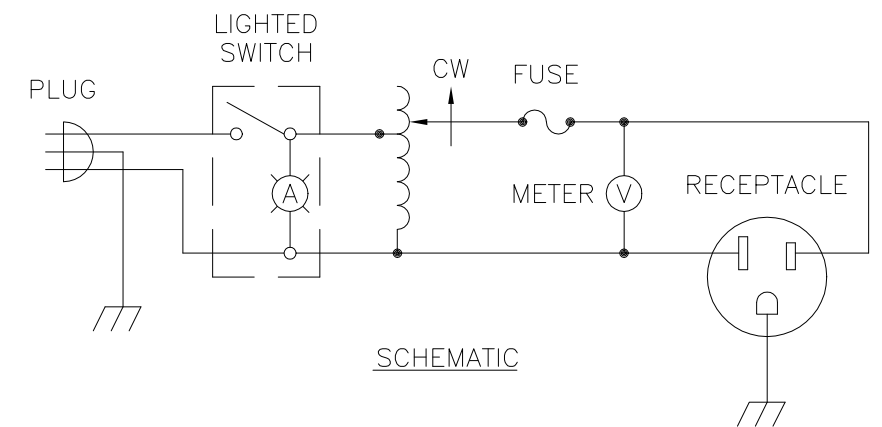 LIGHTED
SWITCH
PLUG
CW
FUSE
A
METER
V
RECEPTACLE
SCHEMATIC